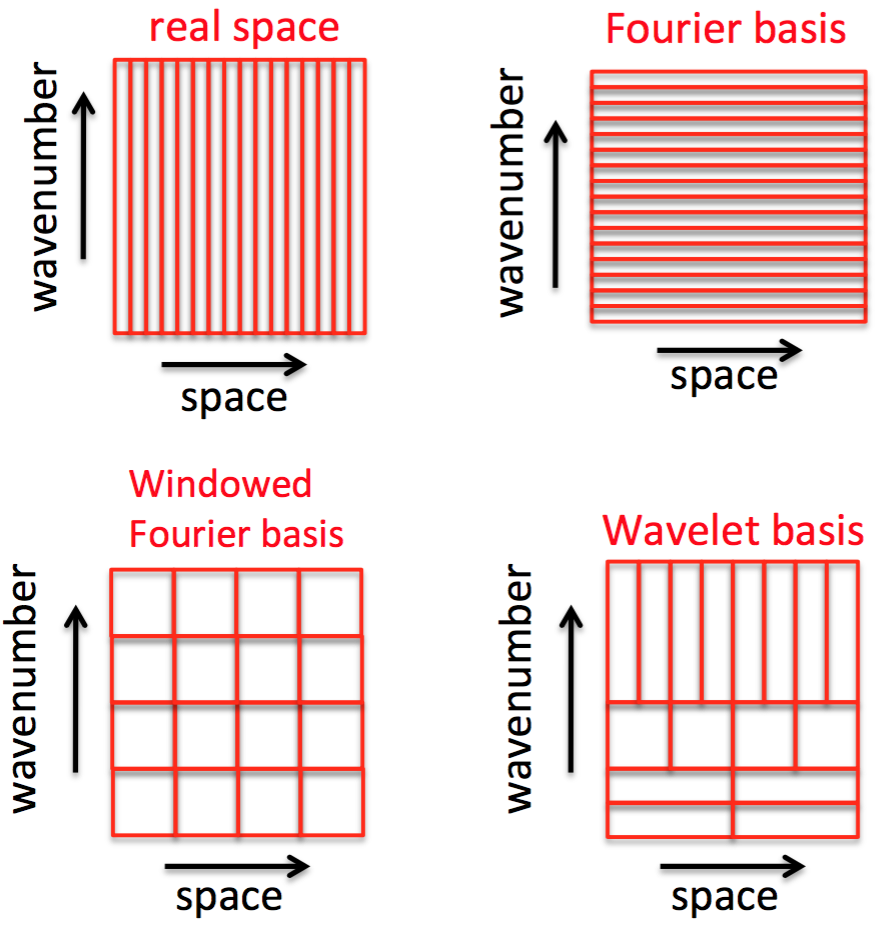 real space
wavenumber
space
Fourier basis
wavenumber
space
Windowed
Fourier basis
wavenumber
space
Wavelet basis
wavenumber
space